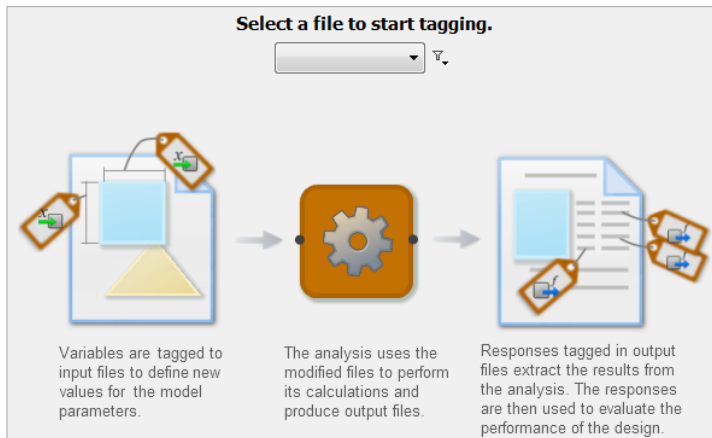 Select a file to start tagging.
x
x
f
f
f
Variables are tagged to
input files to define new
values for the model
parameters.
The analysis uses the
modified files to perform
its calculations and
produce output files.
Responses tagged in output
files extract the results from
the analysis. The responses
are then used to evaluate the
performance of the design.